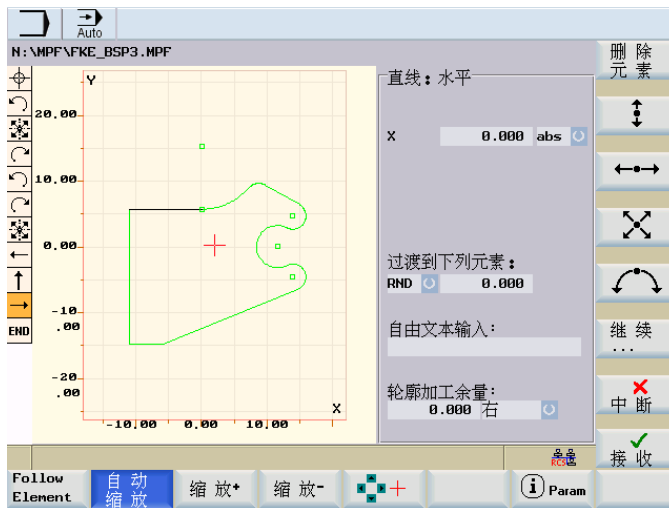 Auto
N:\MPF\FKE_BSP3.MPF
删 除
元 素
Y
20.00
10.00
0.00
-10
.00
-20
.00
-10.00 0.00 10.00
X
END
直线：水平
X 0.000 abs
过渡到下列元素：
RND 0.000
自由文本输入：
轮廓加工余量：
0.000 右
继 续
...
中 断
接 收
RCS
Follow
Element
自 动
缩 放
缩 放+
缩 放-
i Param